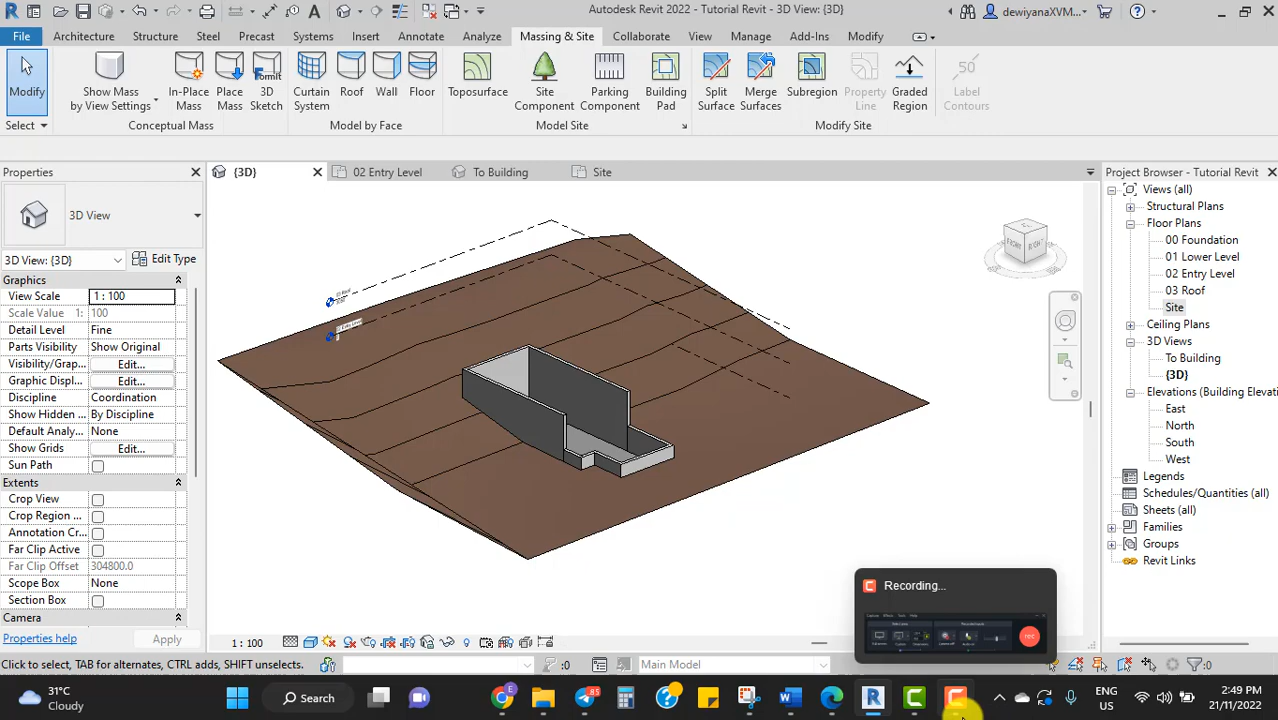 Autodesk Revit 2022 - Tutorial Revit - 3D View: {3D}
dewiyanaXVM...
File Architecture Structure Steel Precast Systems Insert Annotate Analyze Massing & Site Collaborate View Manage Add-Ins Modify
Modify
Show Mass
by View Settings
In-Place
Mass
Place
Mass
FormIt
3D
Sketch
Curtain
System
Roof
Wall
Floor
Toposurface
Site
Component
Parking
Component
Building
Pad
Split
Surface
Merge
Surfaces
Subregion
Property
Line
Graded
Region
50
Label
Contours
Select
Conceptual Mass
Model by Face
Model Site
Modify Site
Properties
3D View
3D View: {3D}
Edit Type
Graphics
View Scale 1 : 100
Scale Value 1: 100
Detail Level Fine
Parts Visibility Show Original
Visibility/Grap... Edit...
Graphic Displ... Edit...
Discipline Coordination
Show Hidden ... By Discipline
Default Analy... None
Show Grids Edit...
Sun Path
Extents
Crop View
Crop Region ...
Annotation Cr...
Far Clip Active
Far Clip Offset 304800.0
Scope Box None
Section Box
Camera
Properties help
Apply
{3D}
02 Entry Level
To Building
Site
FRONT
RIGHT
Project Browser - Tutorial Revit
Views (all)
Structural Plans
Floor Plans
00 Foundation
01 Lower Level
02 Entry Level
03 Roof
Site
Ceiling Plans
3D Views
To Building
{3D}
Elevations (Building Elevati
East
North
South
West
Legends
Schedules/Quantities (all)
Sheets (all)
Families
Groups
Revit Links
Recording...
rec
1 : 100
Click to select, TAB for alternates, CTRL adds, SHIFT unselects.
:0
Main Model
:0
31°C
Cloudy
Search
85
ENG
US
2:49 PM
21/11/2022